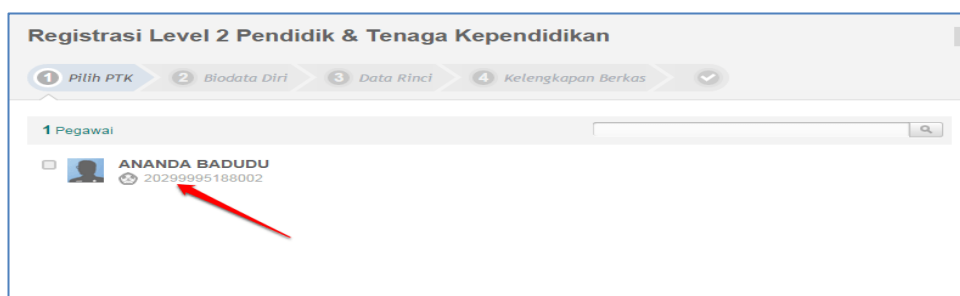 Registrasi Level 2 Pendidik & Tenaga Kependidikan
1 Pilih PTK 2 Biodata Diri 3 Data Rinci 4 Kelengkapan Berkas
1 Pegawai
ANANDA BADUDU
20299995188002